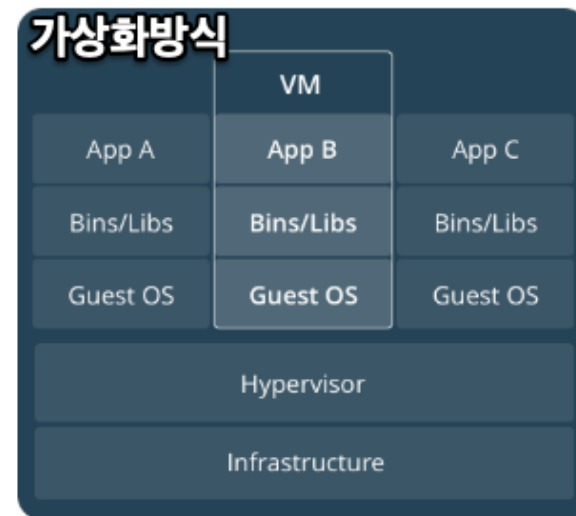 가상화방식
VM
App A App B App C
Bins/Libs Bins/Libs Bins/Libs
Guest OS Guest OS Guest OS
Hypervisor
Infrastructure